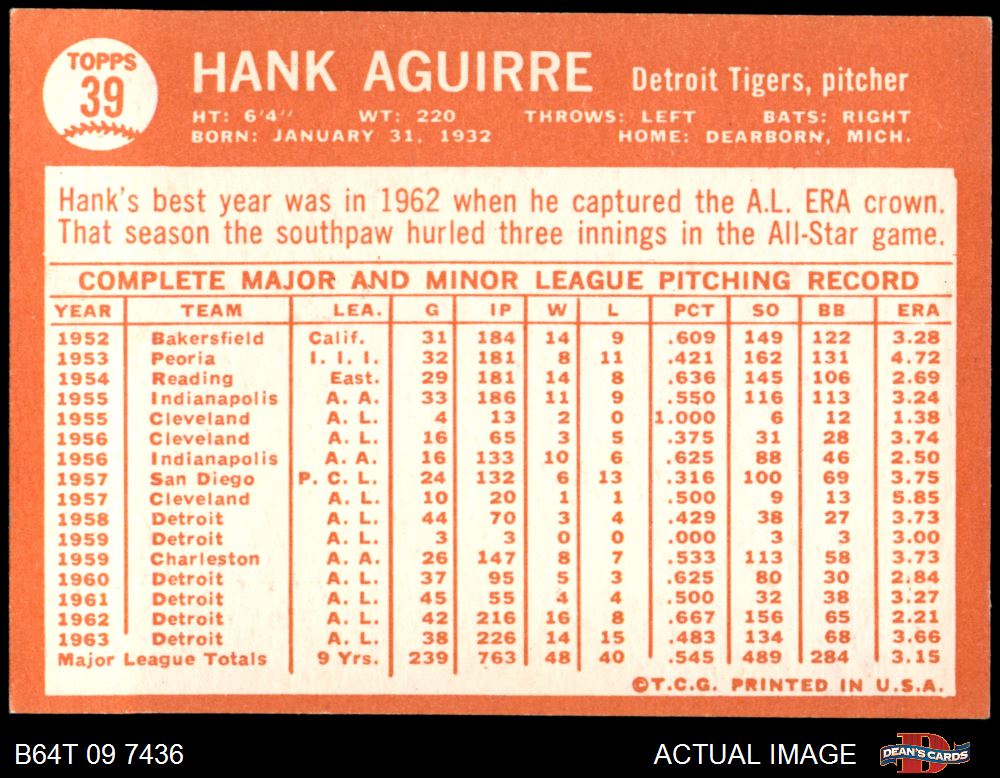 TOPPS
39
HANK AGUIRRE Detroit Tigers, pitcher
HT: 6'4'' WT: 220 THROWS: LEFT BATS: RIGHT
BORN: JANUARY 31, 1932 HOME: DEARBORN, MICH.
Hank's best year was in 1962 when he captured the A.L. ERA crown.
That season the southpaw hurled three innings in the All-Star game.
COMPLETE MAJOR AND MINOR LEAGUE PITCHING RECORD
YEAR TEAM LEA. G IP W L PCT SO BB ERA
1952 Bakersfield Calif. 31 184 14 9 .609 149 122 3.28
1953 Peoria I. I. I. 32 181 8 11 .421 162 131 4.72
1954 Reading East. 29 181 14 8 .636 145 106 2.69
1955 Indianapolis A. A. 33 186 11 9 .550 116 113 3.24
1955 Cleveland A. L. 4 13 2 0 1.000 6 12 1.38
1956 Cleveland A. L. 16 65 3 5 .375 31 28 3.74
1956 Indianapolis A. A. 16 133 10 6 .625 88 46 2.50
1957 San Diego P. C. L. 24 132 6 13 .316 100 69 3.75
1957 Cleveland A. L. 10 20 1 1 .500 9 13 5.85
1958 Detroit A. L. 44 70 3 4 .429 38 27 3.73
1959 Detroit A. L. 3 3 0 0 .000 3 3 3.00
1959 Charleston A. A. 26 147 8 7 .533 113 58 3.73
1960 Detroit A. L. 37 95 5 3 .625 80 30 2.84
1961 Detroit A. L. 45 55 4 4 .500 32 38 3.27
1962 Detroit A. L. 42 216 16 8 .667 156 65 2.21
1963 Detroit A. L. 38 226 14 15 .483 134 68 3.66
Major League Totals 9 Yrs. 239 763 48 40 .545 489 284 3.15
©T.C.G. PRINTED IN U.S.A.
B64T 09 7436 ACTUAL IMAGE DEAN'S CARDS